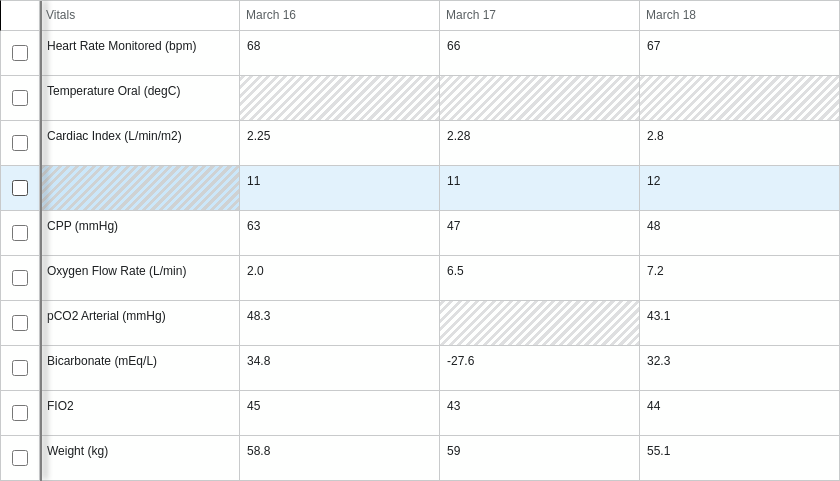 Vitals March 16 March 17 March 18
Heart Rate Monitored (bpm) 68 66 67
Temperature Oral (degC)
Cardiac Index (L/min/m2) 2.25 2.28 2.8
11 11 12
CPP (mmHg) 63 47 48
Oxygen Flow Rate (L/min) 2.0 6.5 7.2
pCO2 Arterial (mmHg) 48.3 43.1
Bicarbonate (mEq/L) 34.8 -27.6 32.3
FIO2 45 43 44
Weight (kg) 58.8 59 55.1